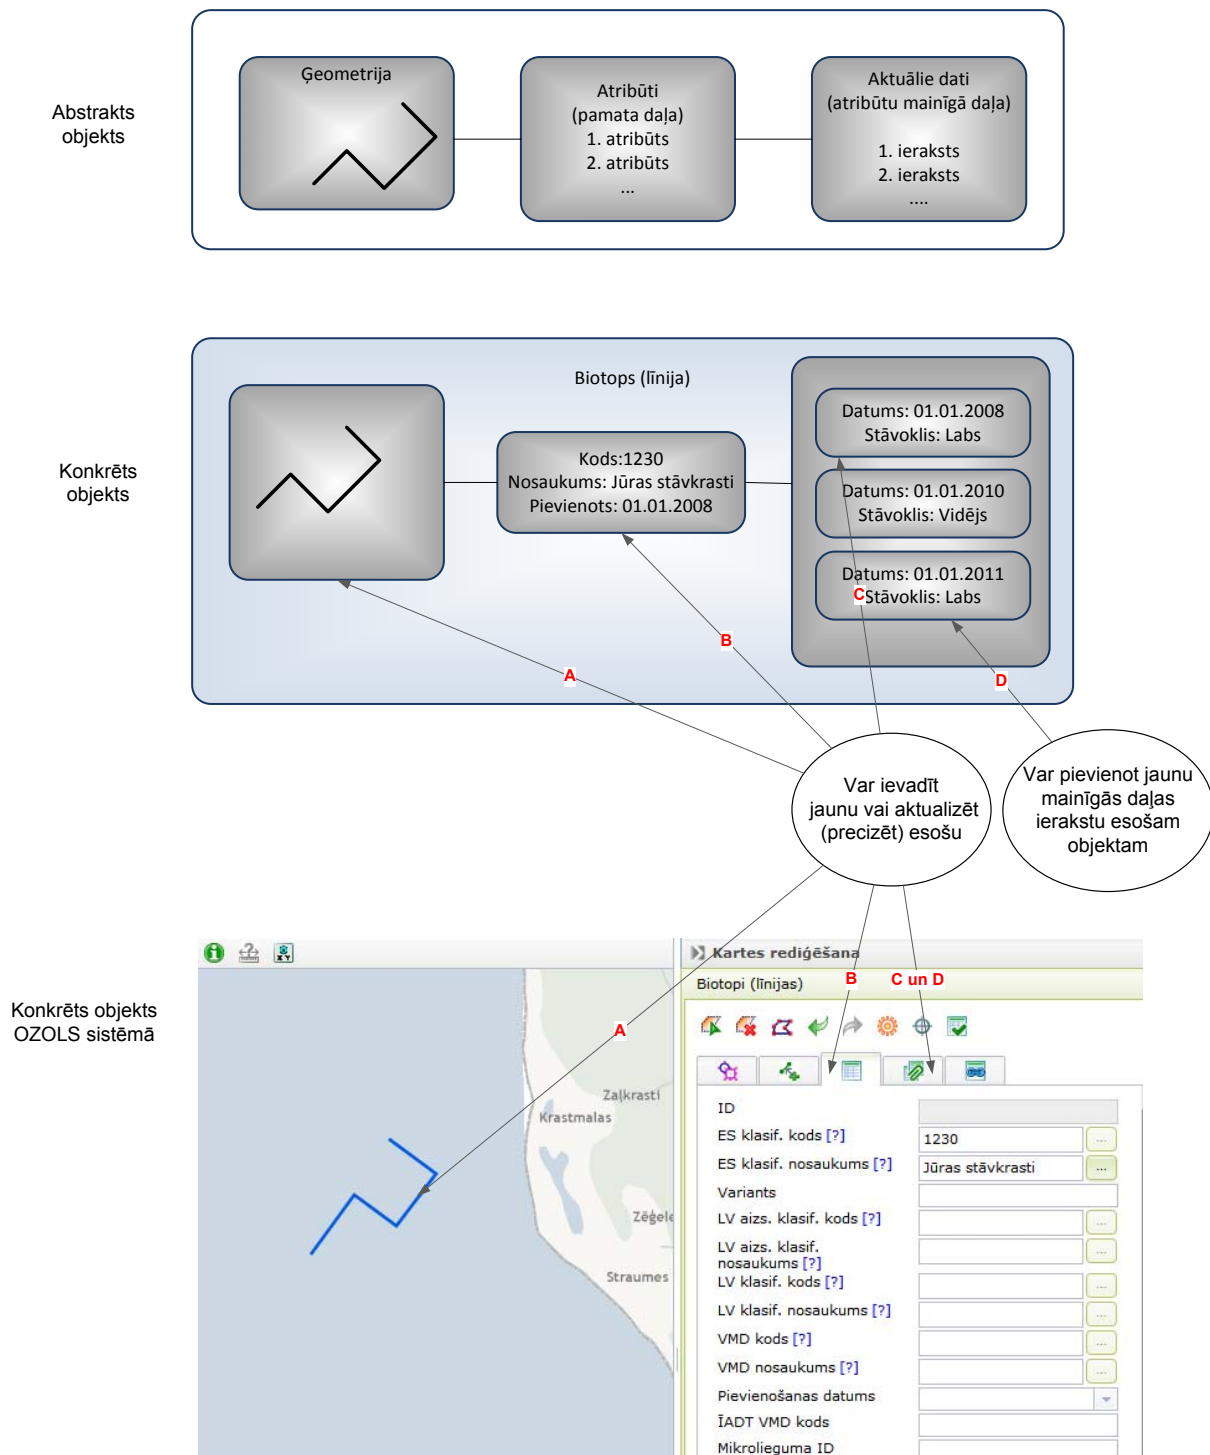 Abstrakts
objekts
Ģeometrija
Atribūti
(pamata daļa)
1. atribūts
2. atribūts
...
Aktuālie dati
(atribūtu mainīgā daļa)
1. ieraksts
2. ieraksts
....
Konkrēts
objekts
Biotops (līnija)
Kods:1230
Nosaukums: Jūras stāvkrasti
Pievienots: 01.01.2008
Datums: 01.01.2008
Stāvoklis: Labs
Datums: 01.01.2010
Stāvoklis: Vidējs
Datums: 01.01.2011
Stāvoklis: Labs
C
B
A
D
Var ievadīt
jaunu vai aktualizēt
(precizēt) esošu
Var pievienot jaunu
mainīgās daļas
ierakstu esošam
objektam
Konkrēts objekts
OZOLS sistēmā
Kartes rediģēšana
Biotopi (līnijas)
B
C un D
A
Zaļkrasti
Krastmalas
Zēģele
Straumes
ID
ES klasif. kods [?]
1230
...
ES klasif. nosaukums [?]
Jūras stāvkrasti
...
Variants
LV aizs. klasif. kods [?]
...
LV aizs. klasif.
nosaukums [?]
...
LV klasif. kods [?]
...
LV klasif. nosaukums [?]
...
VMD kods [?]
...
VMD nosaukums [?]
...
Pievienošanas datums
ĪADT VMD kods
Mikrolieguma ID